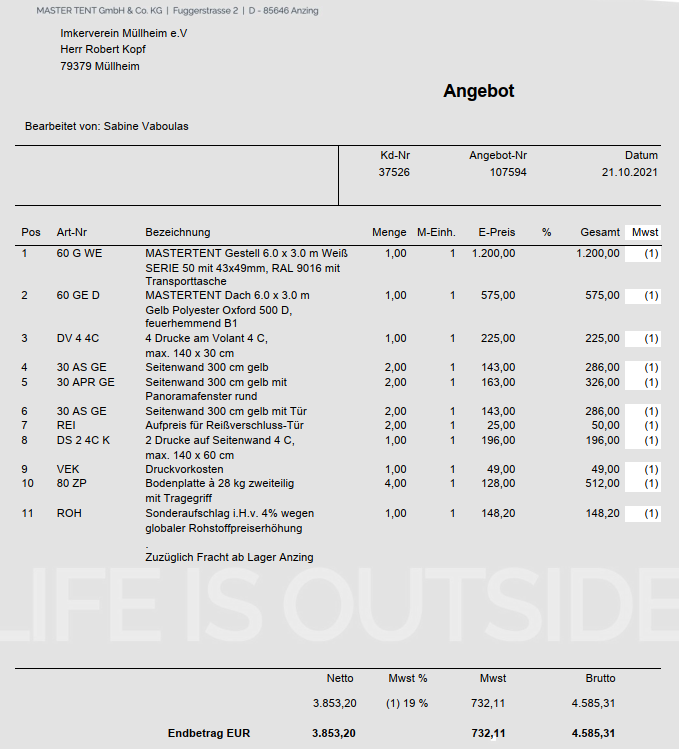 MASTER TENT GmbH & Co. KG | Fuggerstrasse 2 | D - 85646 Anzing
Imkerverein Müllheim e.V
Herr Robert Kopf
79379 Müllheim
Angebot
Bearbeitet von: Sabine Vaboulas
Kd-Nr Angebot-Nr Datum
37526 107594 21.10.2021
Pos Art-Nr Bezeichnung Menge M-Einh. E-Preis % Gesamt Mwst
1 60 G WE MASTERTENT Gestell 6.0 x 3.0 m Weiß 1,00 1 1.200,00 1.200,00 (1)
SERIE 50 mit 43x49mm, RAL 9016 mit
Transporttasche
2 60 GE D MASTERTENT Dach 6.0 x 3.0 m 1,00 1 575,00 575,00 (1)
Gelb Polyester Oxford 500 D,
feuerhemmend B1
3 DV 4 4C 4 Drucke am Volant 4 C, 1,00 1 225,00 225,00 (1)
max. 140 x 30 cm
4 30 AS GE Seitenwand 300 cm gelb 2,00 1 143,00 286,00 (1)
5 30 APR GE Seitenwand 300 cm gelb mit 2,00 1 163,00 326,00 (1)
Panoramafenster rund
6 30 AS GE Seitenwand 300 cm gelb mit Tür 2,00 1 143,00 286,00 (1)
7 REI Aufpreis für Reißverschluss-Tür 2,00 1 25,00 50,00 (1)
8 DS 2 4C K 2 Drucke auf Seitenwand 4 C, 1,00 1 196,00 196,00 (1)
max. 140 x 60 cm
9 VEK Druckvorkosten 1,00 1 49,00 49,00 (1)
10 80 ZP Bodenplatte à 28 kg zweiteilig 4,00 1 128,00 512,00 (1)
mit Tragegriff
11 ROH Sonderaufschlag i.H.v. 4% wegen 1,00 1 148,20 148,20 (1)
globaler Rohstoffpreiserhöhung
.
Zuzüglich Fracht ab Lager Anzing
LIFE IS OUTSIDE
Netto Mwst % Mwst Brutto
3.853,20 (1) 19 % 732,11 4.585,31
Endbetrag EUR 3.853,20 732,11 4.585,31